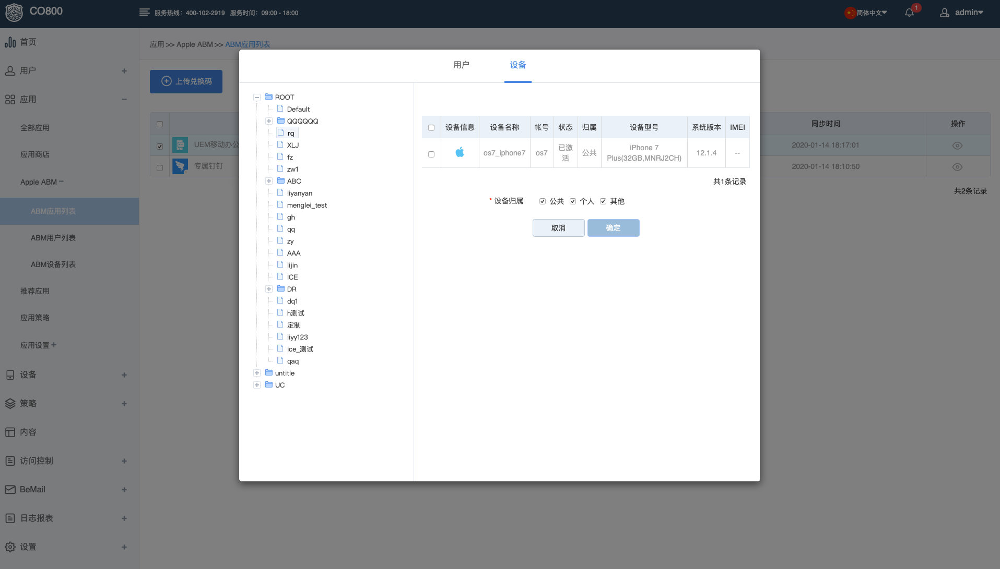 CO800
服务热线：400-102-2919 服务时间：09:00 - 18:00
简体中文
1
admin
首页
用户
应用
全部应用
应用商店
Apple ABM
ABM应用列表
ABM用户列表
ABM设备列表
推荐应用
应用策略
应用设置
设备
策略
内容
访问控制
BeMail
日志报表
设置
应用 >> Apple ABM >> ABM应用列表
上传兑换码
UEM移动办公
专属钉钉
同步时间 操作
2020-01-14 18:17:01
2020-01-14 18:10:50
共2条记录
用户 设备
ROOT
Default
QQQQQQ
rq
XLJ
fz
zw1
ABC
liyanyan
menglei_test
gh
qq
zy
AAA
lijin
ICE
DR
dq1
h测试
定制
liyy123
ice_测试
qaq
untitle
UC
设备信息 设备名称 帐号 状态 归属 设备型号 系统版本 IMEI
os7_iphone7 os7 已激活 公共 iPhone 7 Plus(32GB,MNRJ2CH) 12.1.4 --
共1条记录
* 设备归属 公共 个人 其他
取消 确定